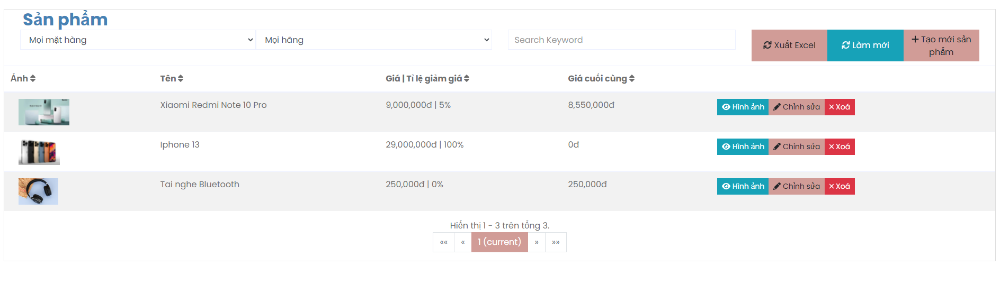 Sản phẩm
Mọi mặt hàng
Mọi hãng
Search Keyword
Xuất Excel
Làm mới
Tạo mới sản
phẩm
Ảnh
Tên
Giá | Tỉ lệ giảm giá
Giá cuối cùng
Xiaomi Redmi Note 10 Pro
9,000,000đ | 5%
8,550,000đ
Hình ảnh
Chỉnh sửa
Xoá
Iphone 13
29,000,000đ | 100%
0đ
Hình ảnh
Chỉnh sửa
Xoá
Tai nghe Bluetooth
250,000đ | 0%
250,000đ
Hình ảnh
Chỉnh sửa
Xoá
Hiển thị 1 - 3 trên tổng 3.
«« « 1 (current) » »»